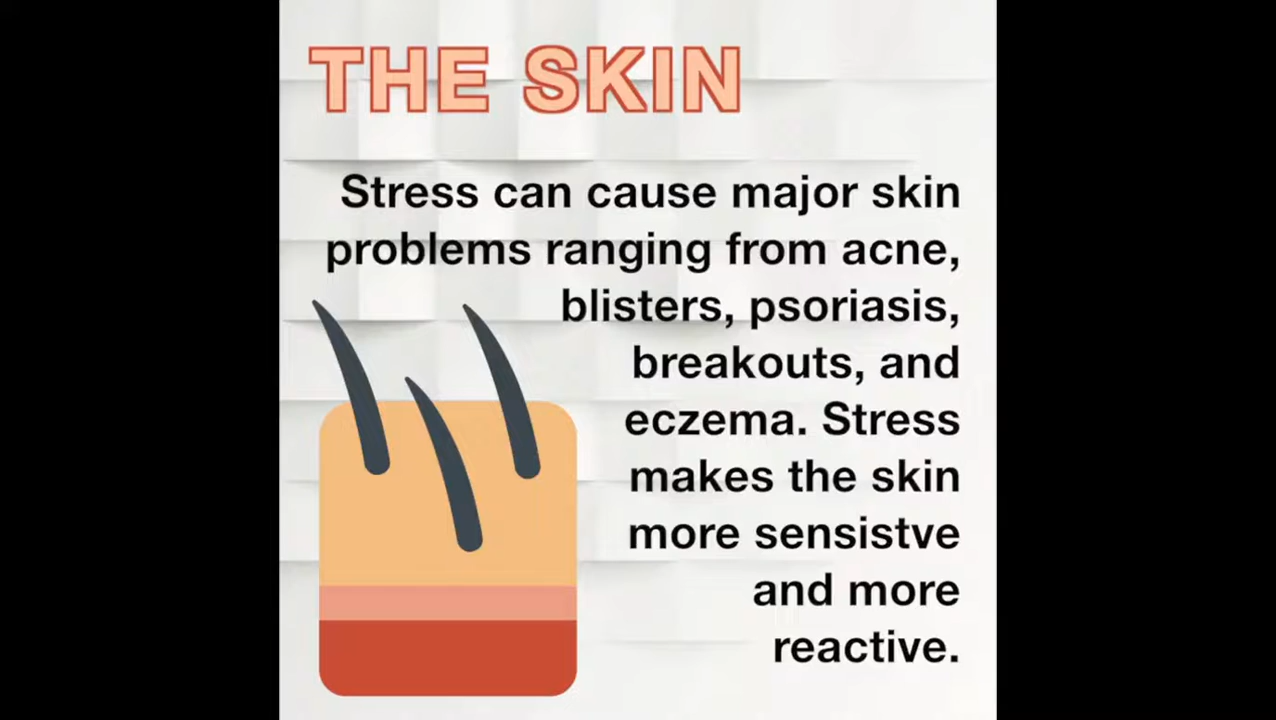 THE SKIN
Stress can cause major skin
problems ranging from acne,
blisters, psoriasis,
breakouts, and
eczema. Stress
makes the skin
more sensistve
and more
reactive.